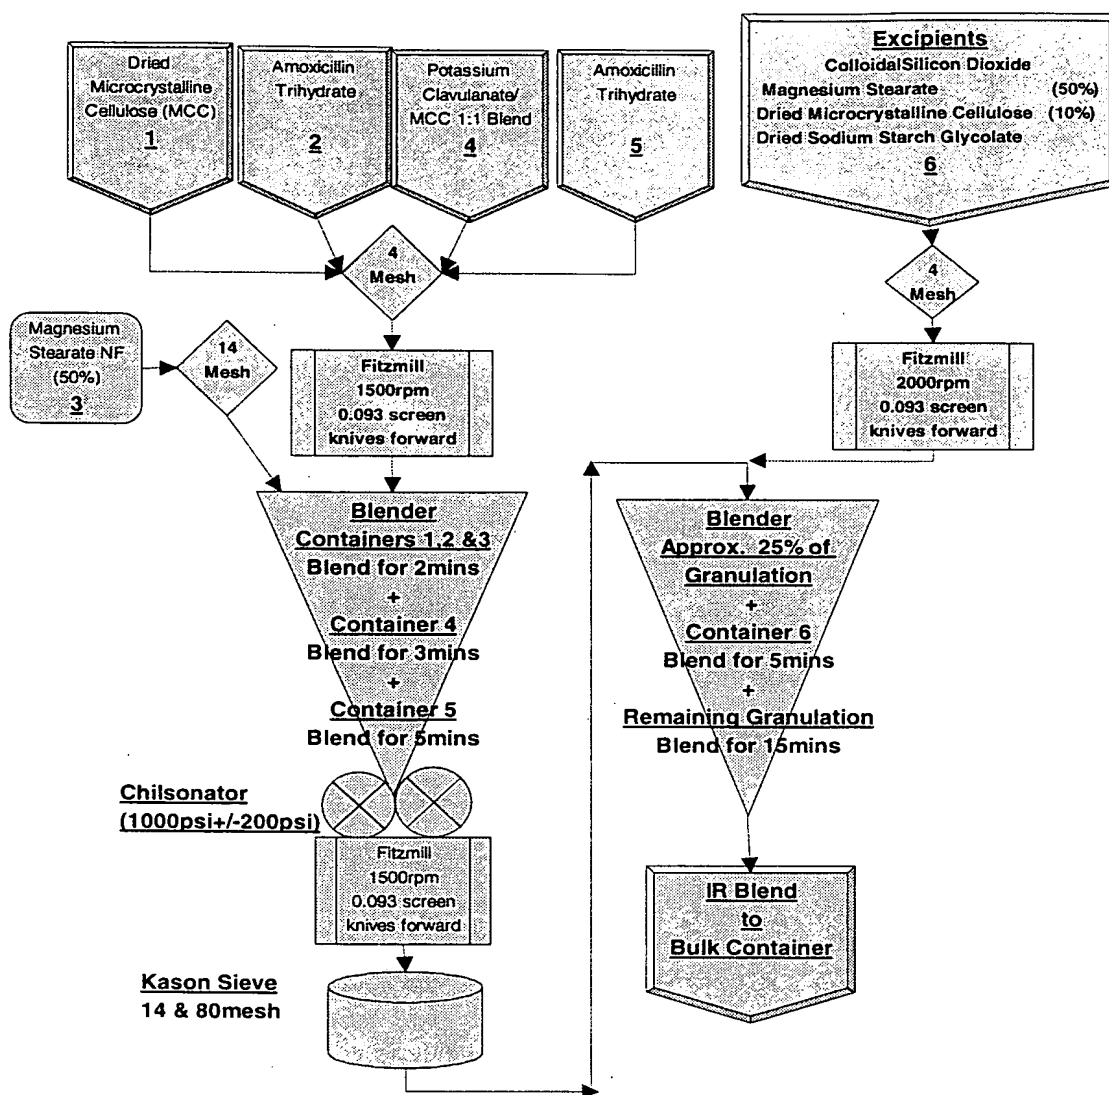 Dried
Microcrystalline
Cellulose (MCC)
1
Amoxicillin
Trihydrate
2
Potassium
Clavulanate/
MCC 1:1 Blend
4
Amoxicillin
Trihydrate
5
Excipients
ColloidalSilicon Dioxide
Magnesium Stearate (50%)
Dried Microcrystalline Cellulose (10%)
Dried Sodium Starch Glycolate
6
4
Mesh
4
Mesh
Magnesium
Stearate NF
(50%)
3
14
Mesh
Fitzmill
1500rpm
0.093 screen
knives forward
Fitzmill
2000rpm
0.093 screen
knives forward
Blender
Containers 1,2 &3
Blend for 2mins
+
Container 4
Blend for 3mins
+
Container 5
Blend for 5mins
Blender
Approx. 25% of
Granulation
+
Container 6
Blend for 5mins
+
Remaining Granulation
Blend for 15mins
Chilsonator
(1000psi+/-200psi)
Fitzmill
1500rpm
0.093 screen
knives forward
IR Blend
to
Bulk Container
Kason Sieve
14 & 80mesh